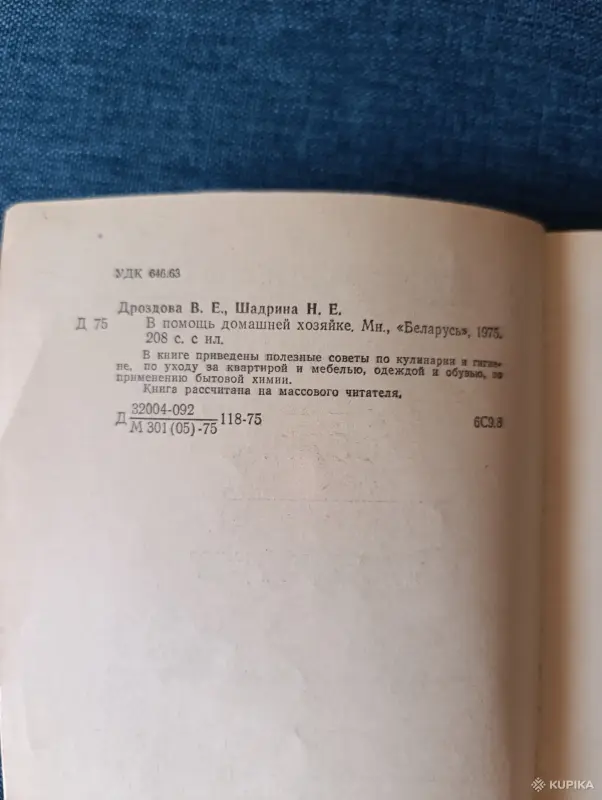 УДК 646.63
Дроздова В. Е., Шадрина Н. Е.
Д 75 В помощь домашней хозяйке. Мн., «Беларусь», 1975.
208 с. с ил.
В книге приведены полезные советы по кулинарии и гигие-
не, по уходу за квартирой и мебелью, одеждой и обувью, по
применению бытовой химии.
Книга рассчитана на массового читателя.
Д 32004-092 118-75
М 301(05)-75
6С9.8
KUPIKA